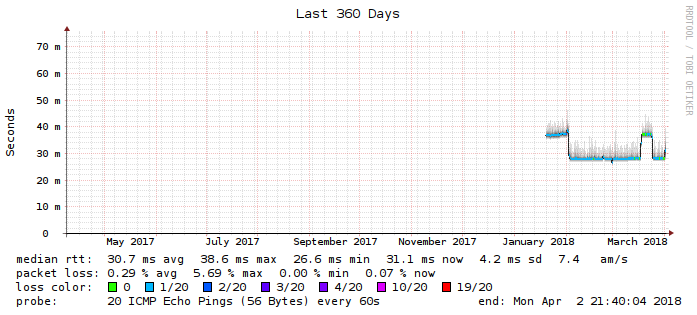 Last 360 Days
RRDTOOL / TOBI OETIKER
Seconds
70 m
60 m
50 m
40 m
30 m
20 m
10 m
0
May 2017 July 2017 September 2017 November 2017 January 2018 March 2018
median rtt: 30.7 ms avg 38.6 ms max 26.6 ms min 31.1 ms now 4.2 ms sd 7.4 am/s
packet loss: 0.29 % avg 5.69 % max 0.00 % min 0.07 % now
loss color: 0 1/20 2/20 3/20 4/20 10/20 19/20
probe: 20 ICMP Echo Pings (56 Bytes) every 60s end: Mon Apr 2 21:40:04 2018